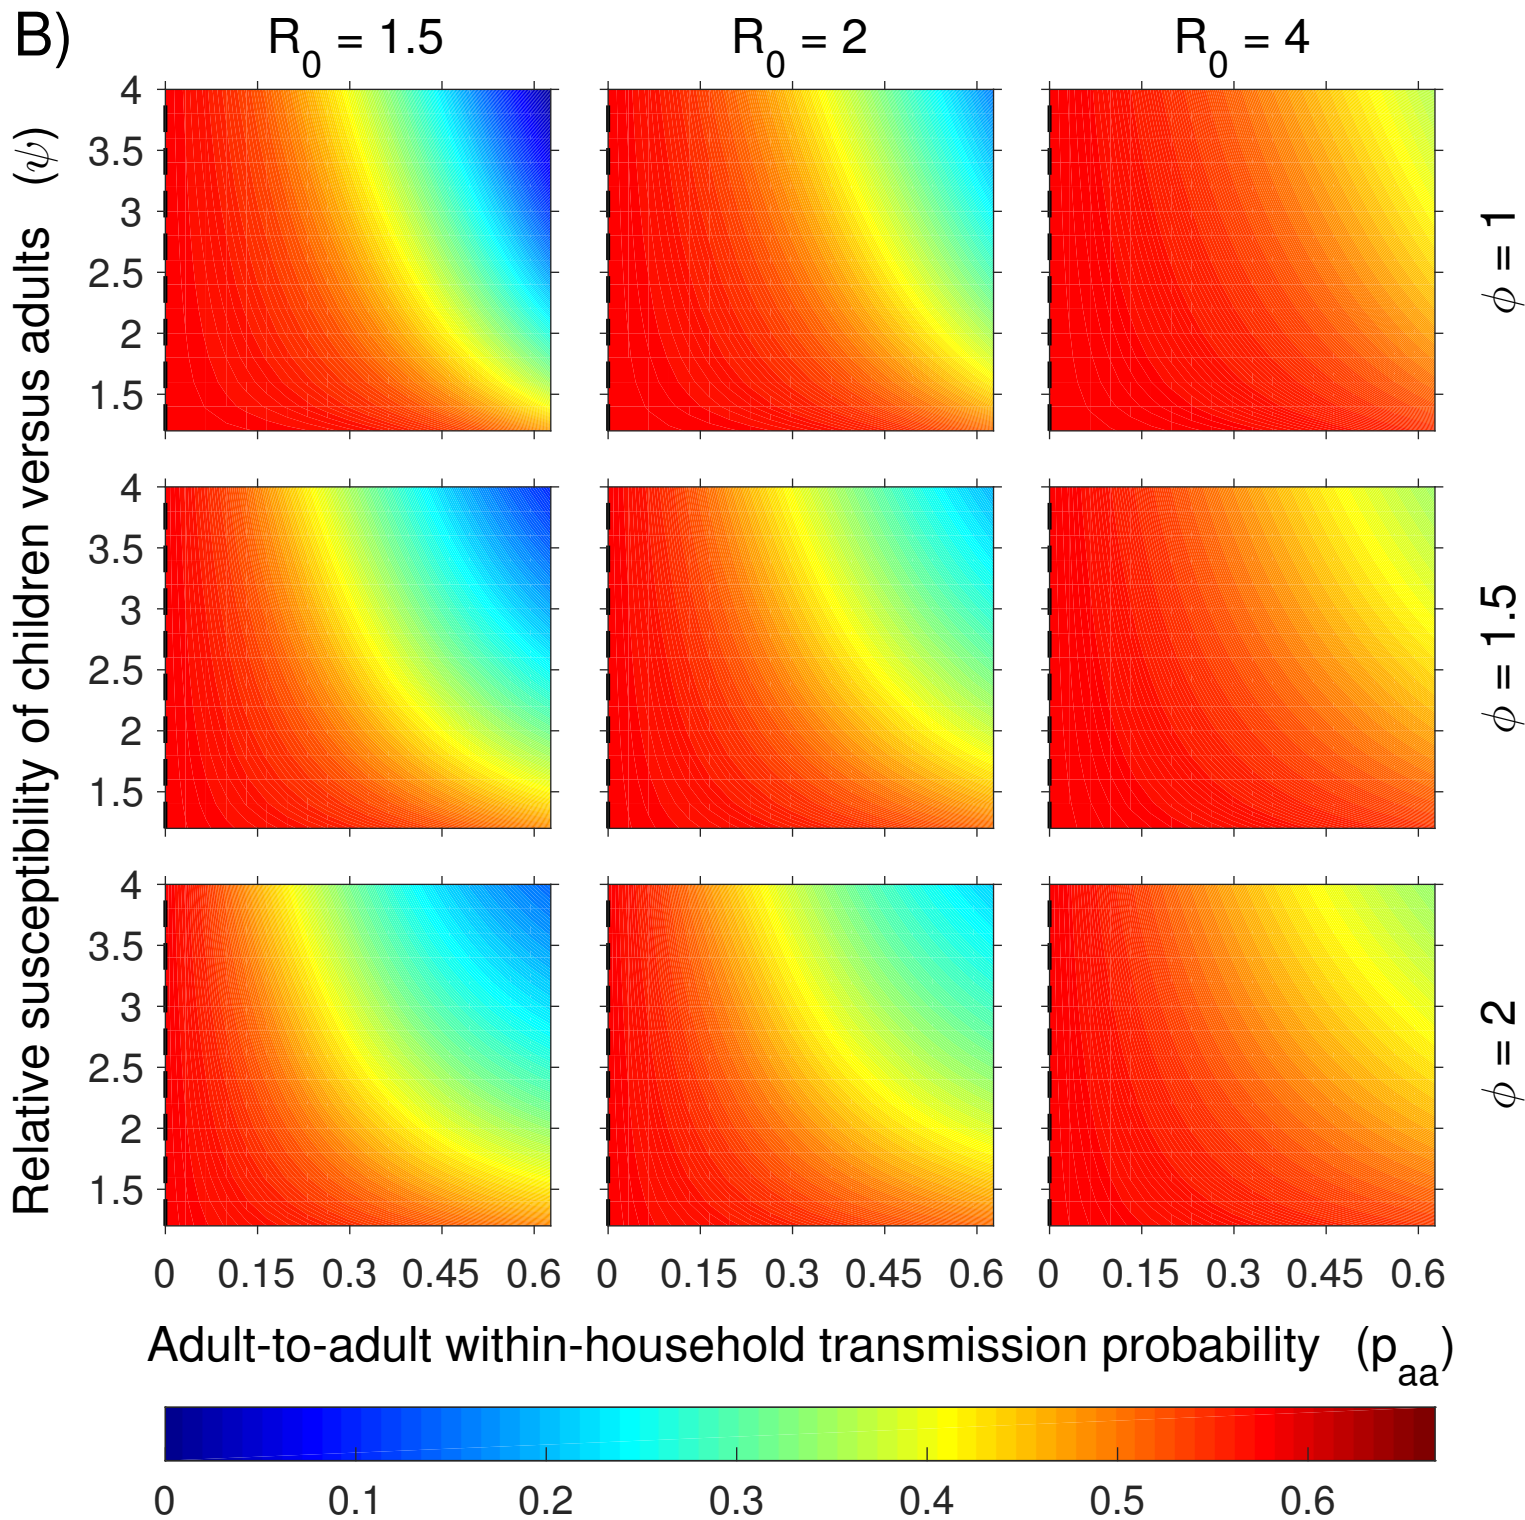 B)
R0 = 1.5
R0 = 2
R0 = 4
Relative susceptibility of children versus adults (ψ)
4
3.5
3
2.5
2
1.5
ϕ = 1
4
3.5
3
2.5
2
1.5
ϕ = 1.5
4
3.5
3
2.5
2
1.5
ϕ = 2
0 0.15 0.3 0.45 0.6
0 0.15 0.3 0.45 0.6
0 0.15 0.3 0.45 0.6
Adult-to-adult within-household transmission probability (paa)
0 0.1 0.2 0.3 0.4 0.5 0.6